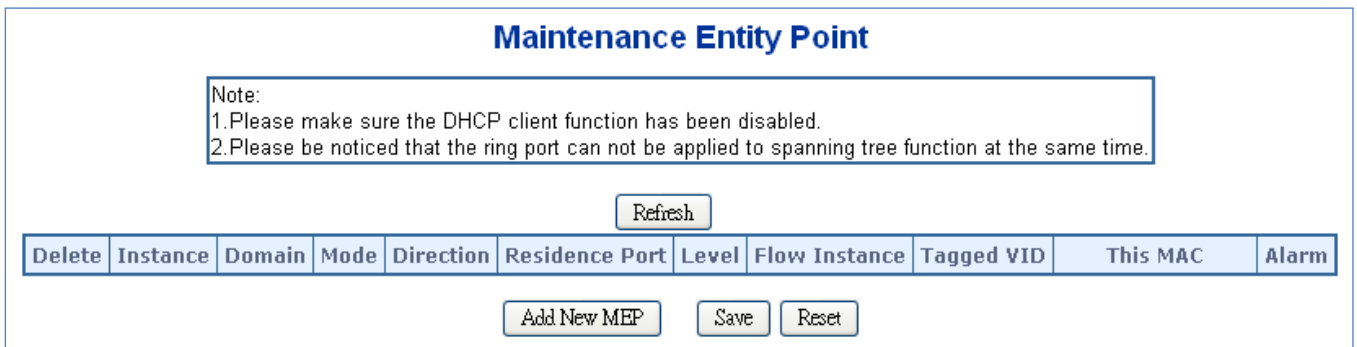 Maintenance Entity Point
Note:
1.Please make sure the DHCP client function has been disabled.
2.Please be noticed that the ring port can not be applied to spanning tree function at the same time.
Refresh
Delete Instance Domain Mode Direction Residence Port Level Flow Instance Tagged VID This MAC Alarm
Add New MEP Save Reset